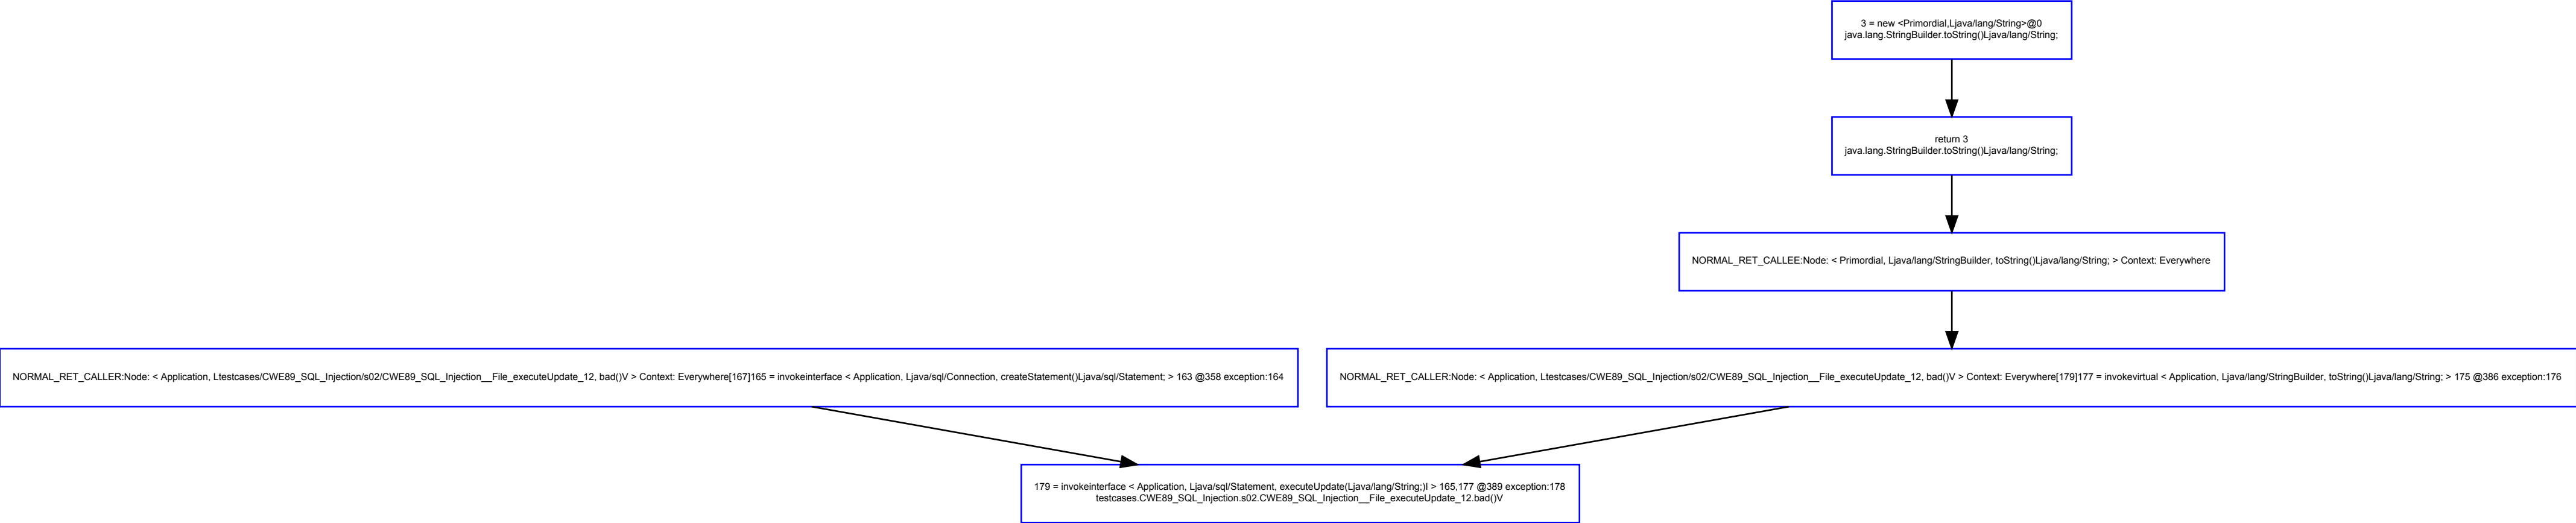 3 = new <Primordial,Ljava/lang/String>@0
java.lang.StringBuilder.toString()Ljava/lang/String;
return 3
java.lang.StringBuilder.toString()Ljava/lang/String;
NORMAL_RET_CALLEE:Node: < Primordial, Ljava/lang/StringBuilder, toString()Ljava/lang/String; > Context: Everywhere
NORMAL_RET_CALLER:Node: < Application, Ltestcases/CWE89_SQL_Injection/s02/CWE89_SQL_Injection__File_executeUpdate_12, bad()V > Context: Everywhere[167]165 = invokeinterface < Application, Ljava/sql/Connection, createStatement()Ljava/sql/Statement; > 163 @358 exception:164
NORMAL_RET_CALLER:Node: < Application, Ltestcases/CWE89_SQL_Injection/s02/CWE89_SQL_Injection__File_executeUpdate_12, bad()V > Context: Everywhere[179]177 = invokevirtual < Application, Ljava/lang/StringBuilder, toString()Ljava/lang/String; > 175 @386 exception:176
179 = invokeinterface < Application, Ljava/sql/Statement, executeUpdate(Ljava/lang/String;)I > 165,177 @389 exception:178
testcases.CWE89_SQL_Injection.s02.CWE89_SQL_Injection__File_executeUpdate_12.bad()V